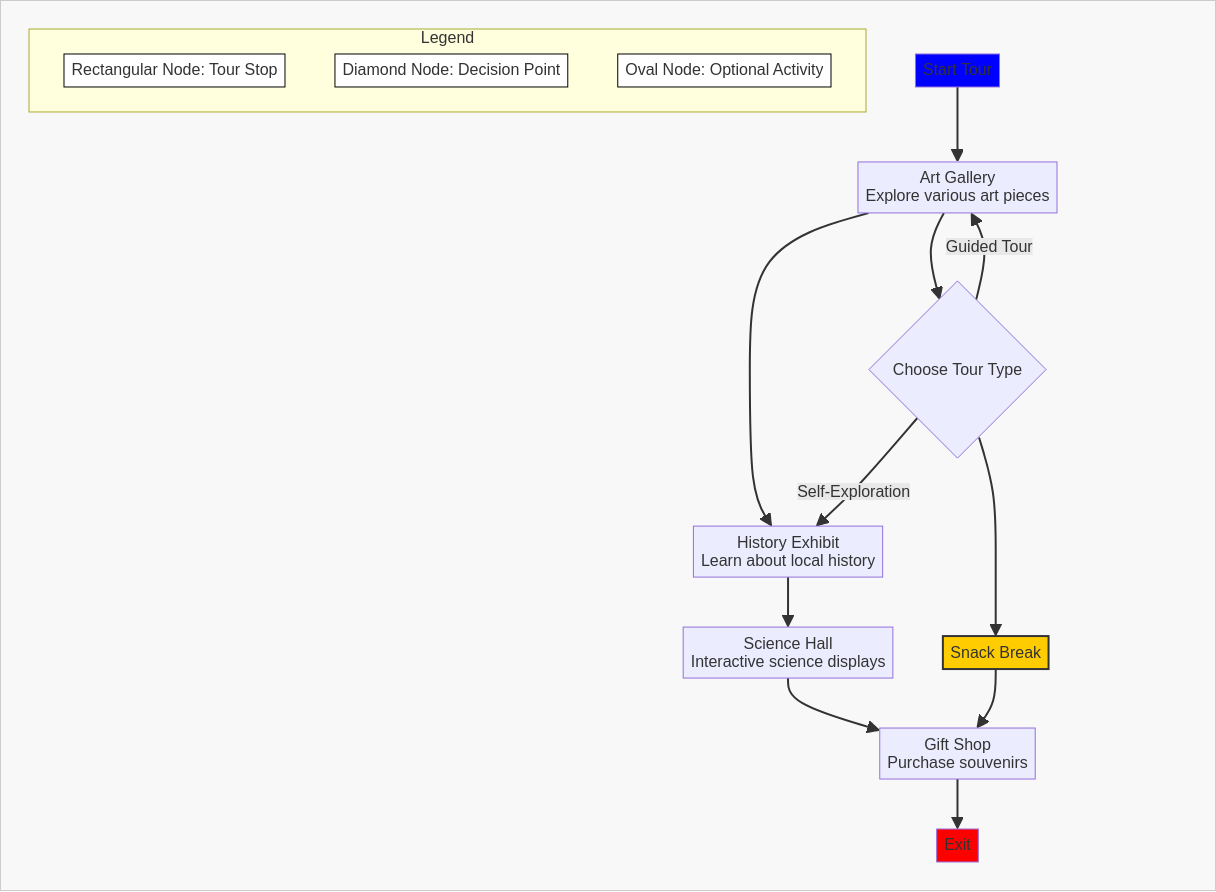 Legend
Rectangular Node: Tour Stop
Diamond Node: Decision Point
Oval Node: Optional Activity
Start Tour
Art Gallery
Explore various art pieces
Guided Tour
Choose Tour Type
Self-Exploration
History Exhibit
Learn about local history
Science Hall
Interactive science displays
Snack Break
Gift Shop
Purchase souvenirs
Exit